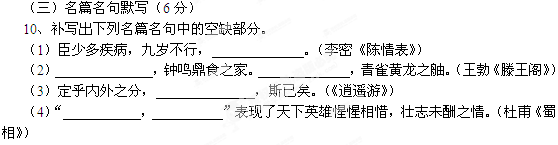 (三)名篇名句默写(6 分)
10、补写出下列名篇名句中的空缺部分。
(1)臣少多疾病,九岁不行,____________。(李密《陈情表》)
(2)____________,钟鸣鼎食之家。____________,青雀黄龙之舳。(王勃《滕王阁》)
(3)定乎内外之分,____________,斯已矣。(《逍遥游》)
(4)“__________,__________”表现了天下英雄惺惺相惜,壮志未酬之情。(杜甫《蜀
相》)